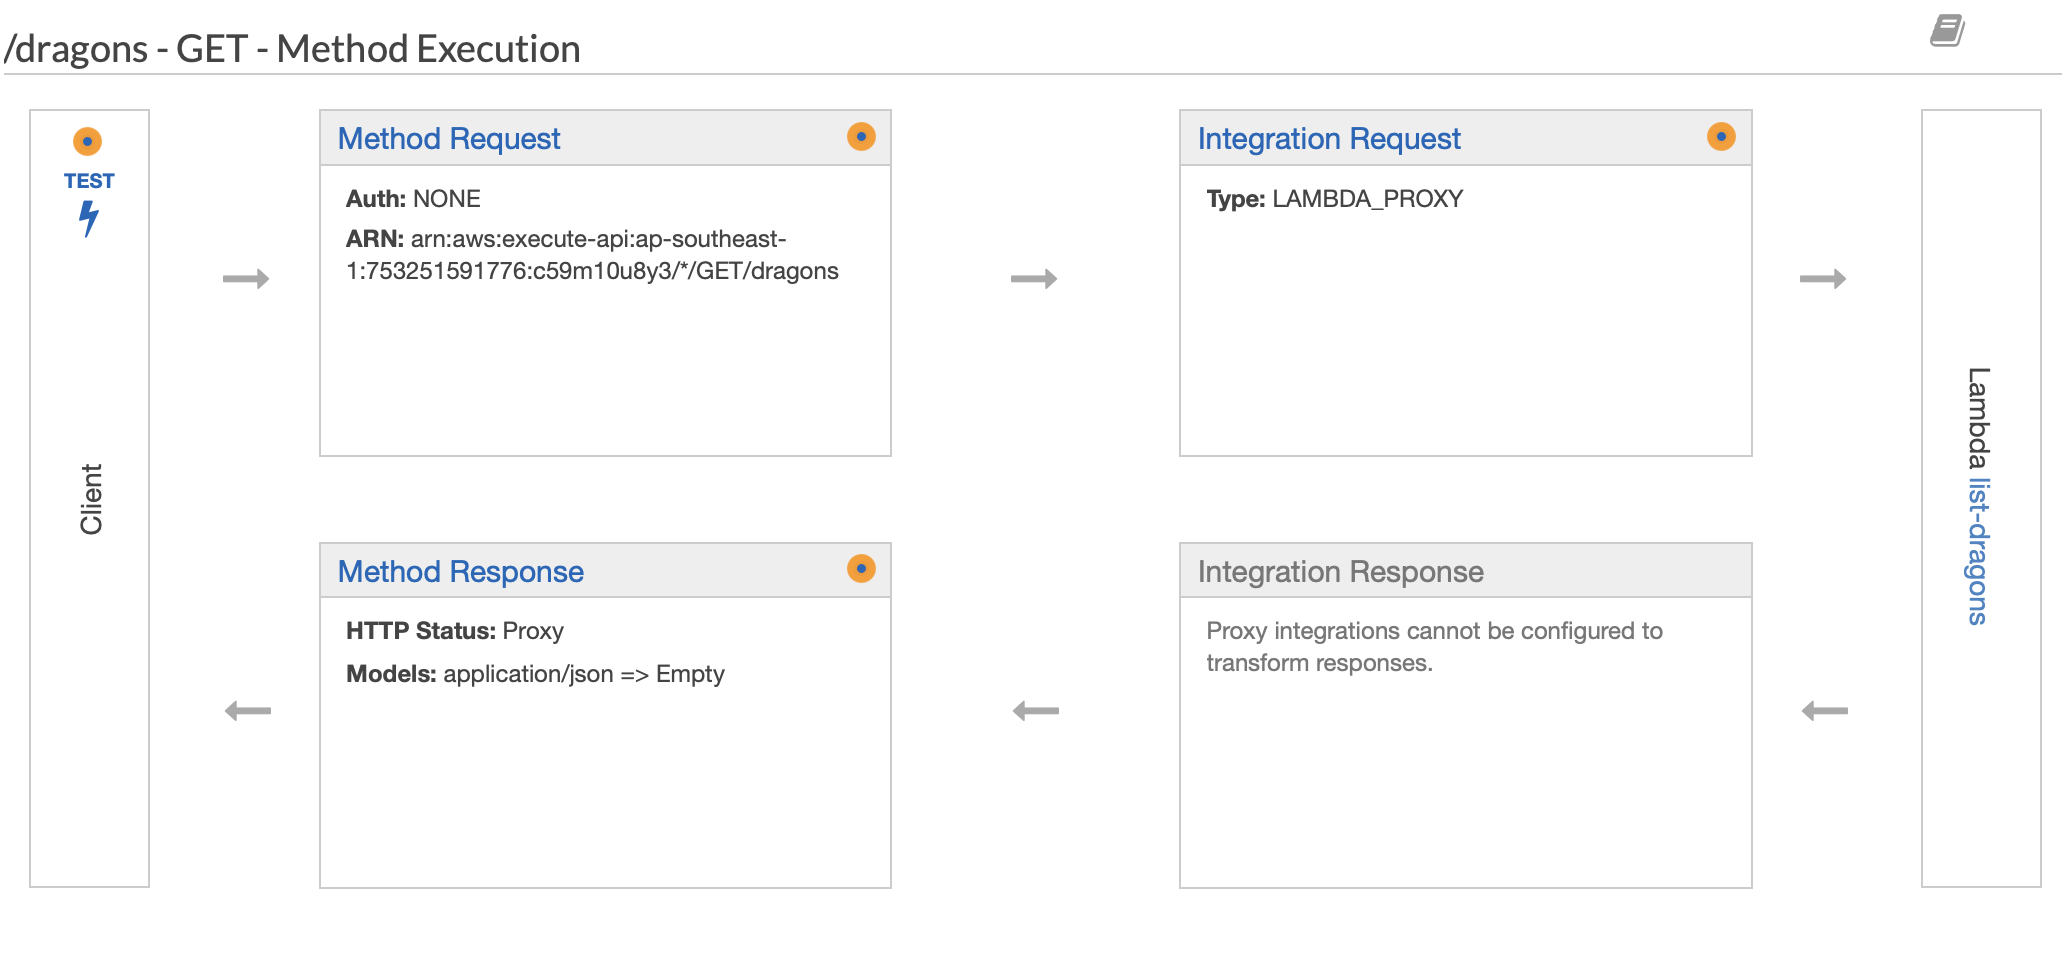 /dragons - GET - Method Execution
TEST
Client
Method Request
Auth: NONE
ARN: arn:aws:execute-api:ap-southeast-
1:753251591776:c59m10u8y3/*/GET/dragons
Integration Request
Type: LAMBDA_PROXY
Lambda list-dragons
Method Response
HTTP Status: Proxy
Models: application/json => Empty
Integration Response
Proxy integrations cannot be configured to
transform responses.